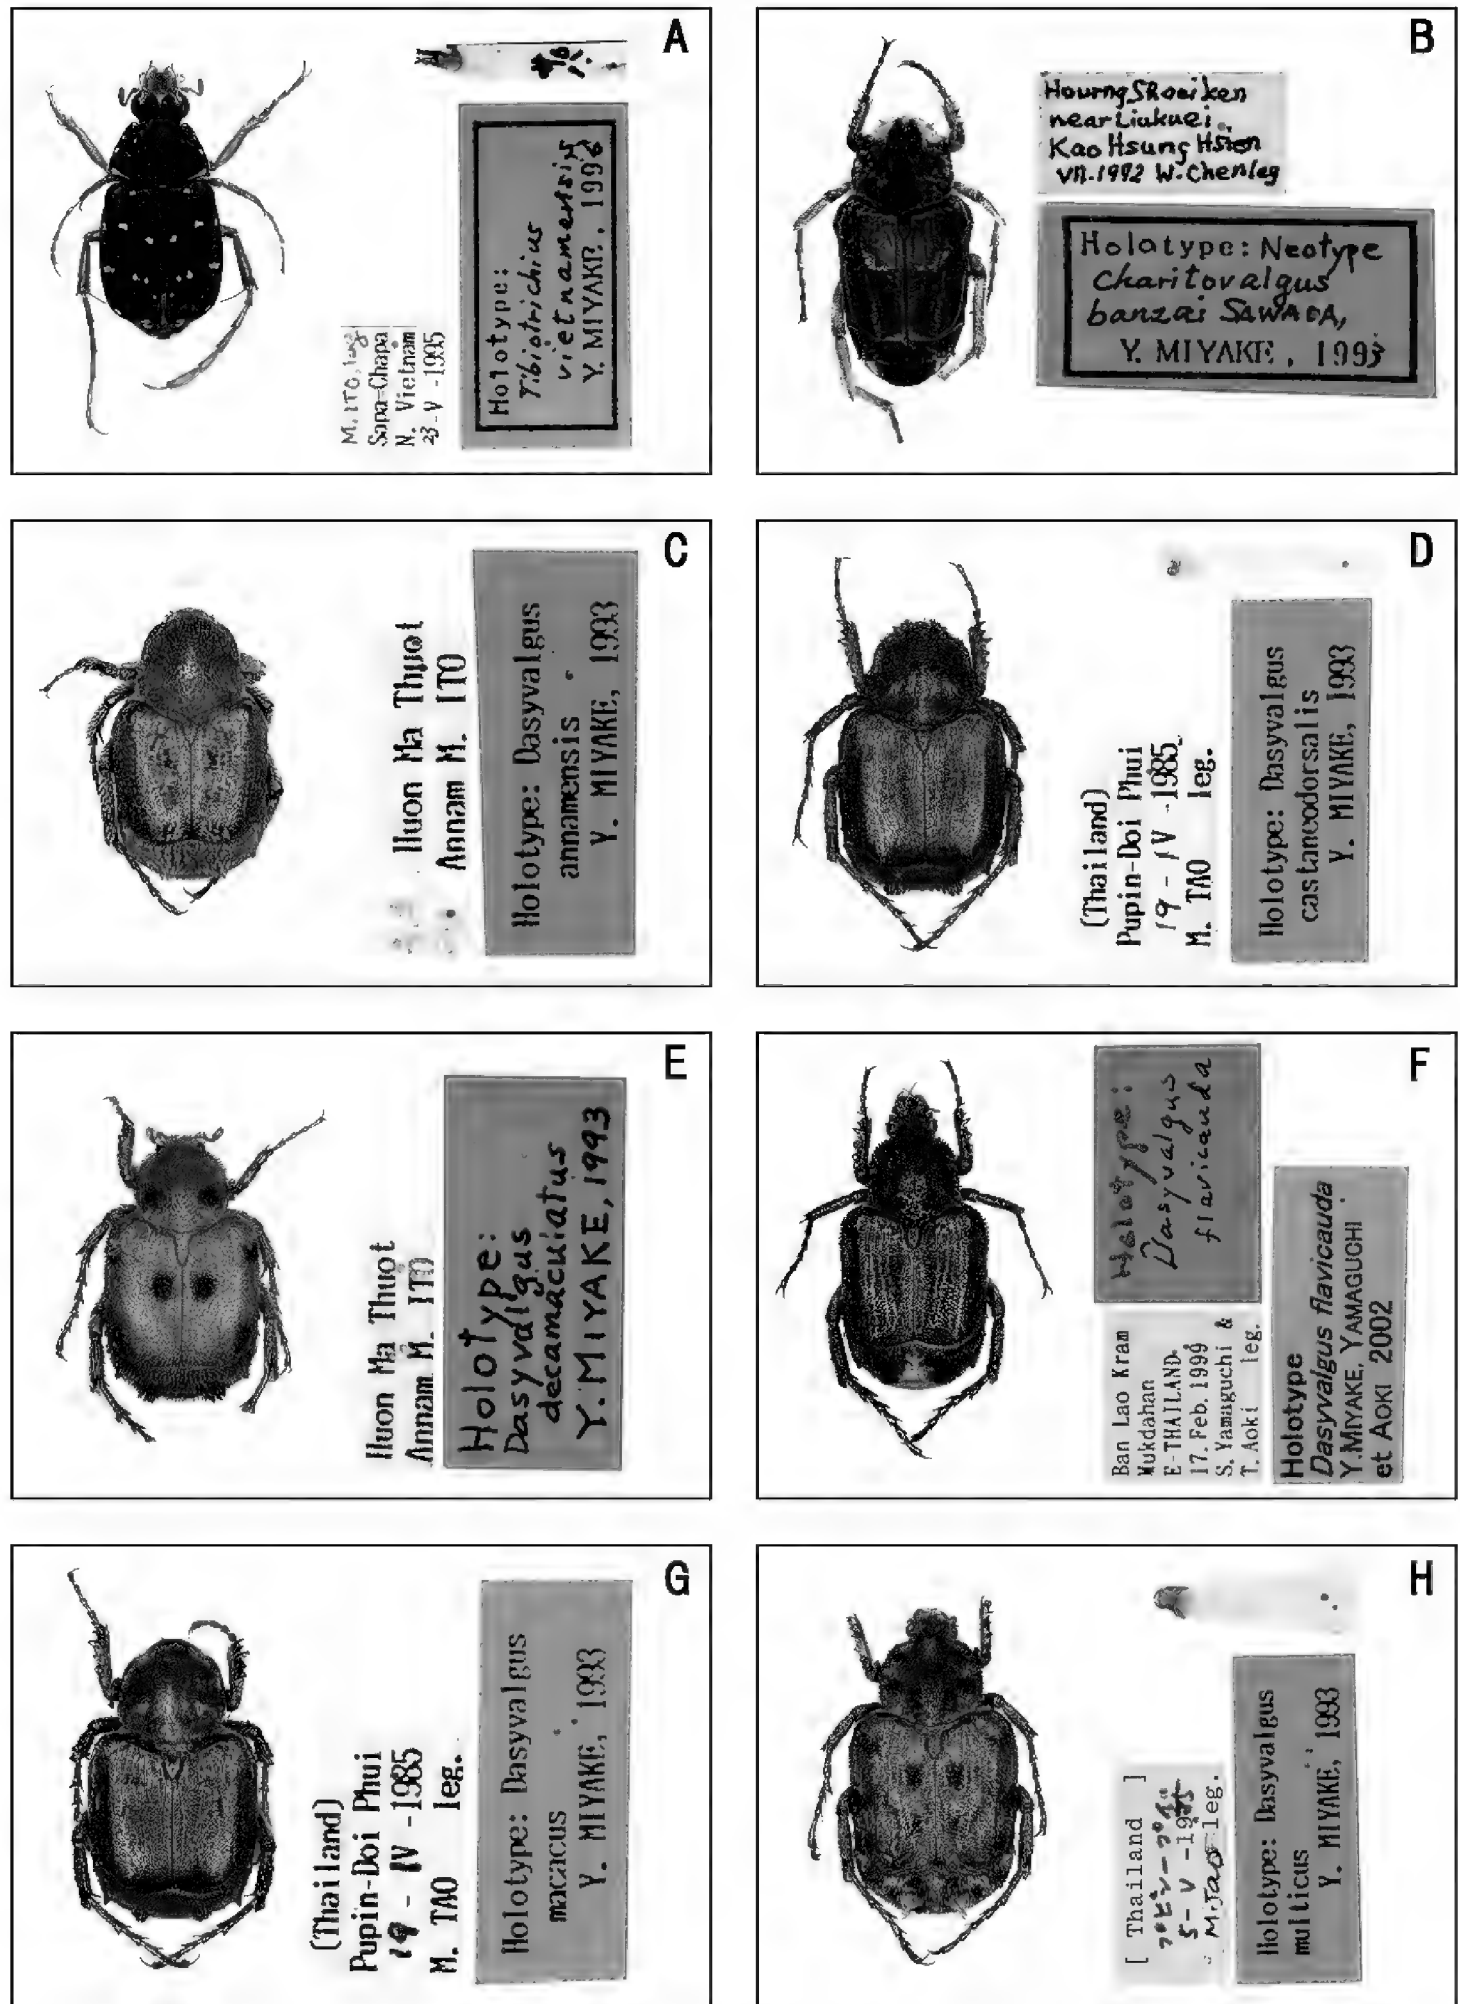 A
M. ITO, leg
Sapa=Chapa
N. Vietnam
23-V-1995
Holotype:
Tibiotrichius
vietnamensis
Y. MIYAKE, 1996
B
near Liukuei.
Kao Hsung Hsien
VII.1992 W. Chen leg
Holotype: Neotype
Charitovalgus
banzai SAWADA,
Y. MIYAKE, 1993
C
Huon Ma Thuot
Annam M. ITO
Holotype: Dasyvalgus
annamensis
Y. MIYAKE, 1993
D
(Thailand)
Pupin-Doi Phui
19-IV-1985
M. TAO leg.
Holotype: Dasyvalgus
castaneodorsalis
Y. MIYAKE, 1993
E
Huon Ma Thuot
Annam M. ITO
Holotype:
Dasyvalgus
decamaculatus
Y. MIYAKE, 1993
F
Holotype:
Dasyvalgus
flavicauda
Ban Lao Kram
Mukdahan
E-THAILAND.
17. Feb. 1999
S. Yamaguchi &
T. Aoki leg.
Holotype
Dasyvalgus flavicauda
Y.MIYAKE, YAMAGUCHI
et AOKI 2002
G
(Thailand)
Pupin-Doi Phui
19-IV-1985
M. TAO leg.
Holotype: Dasyvalgus
macacus
Y. MIYAKE, 1993
H
[ Thailand ]
5-V-1985
M. Tao leg.
Holotype: Dasyvalgus
multicus
Y. MIYAKE, 1993